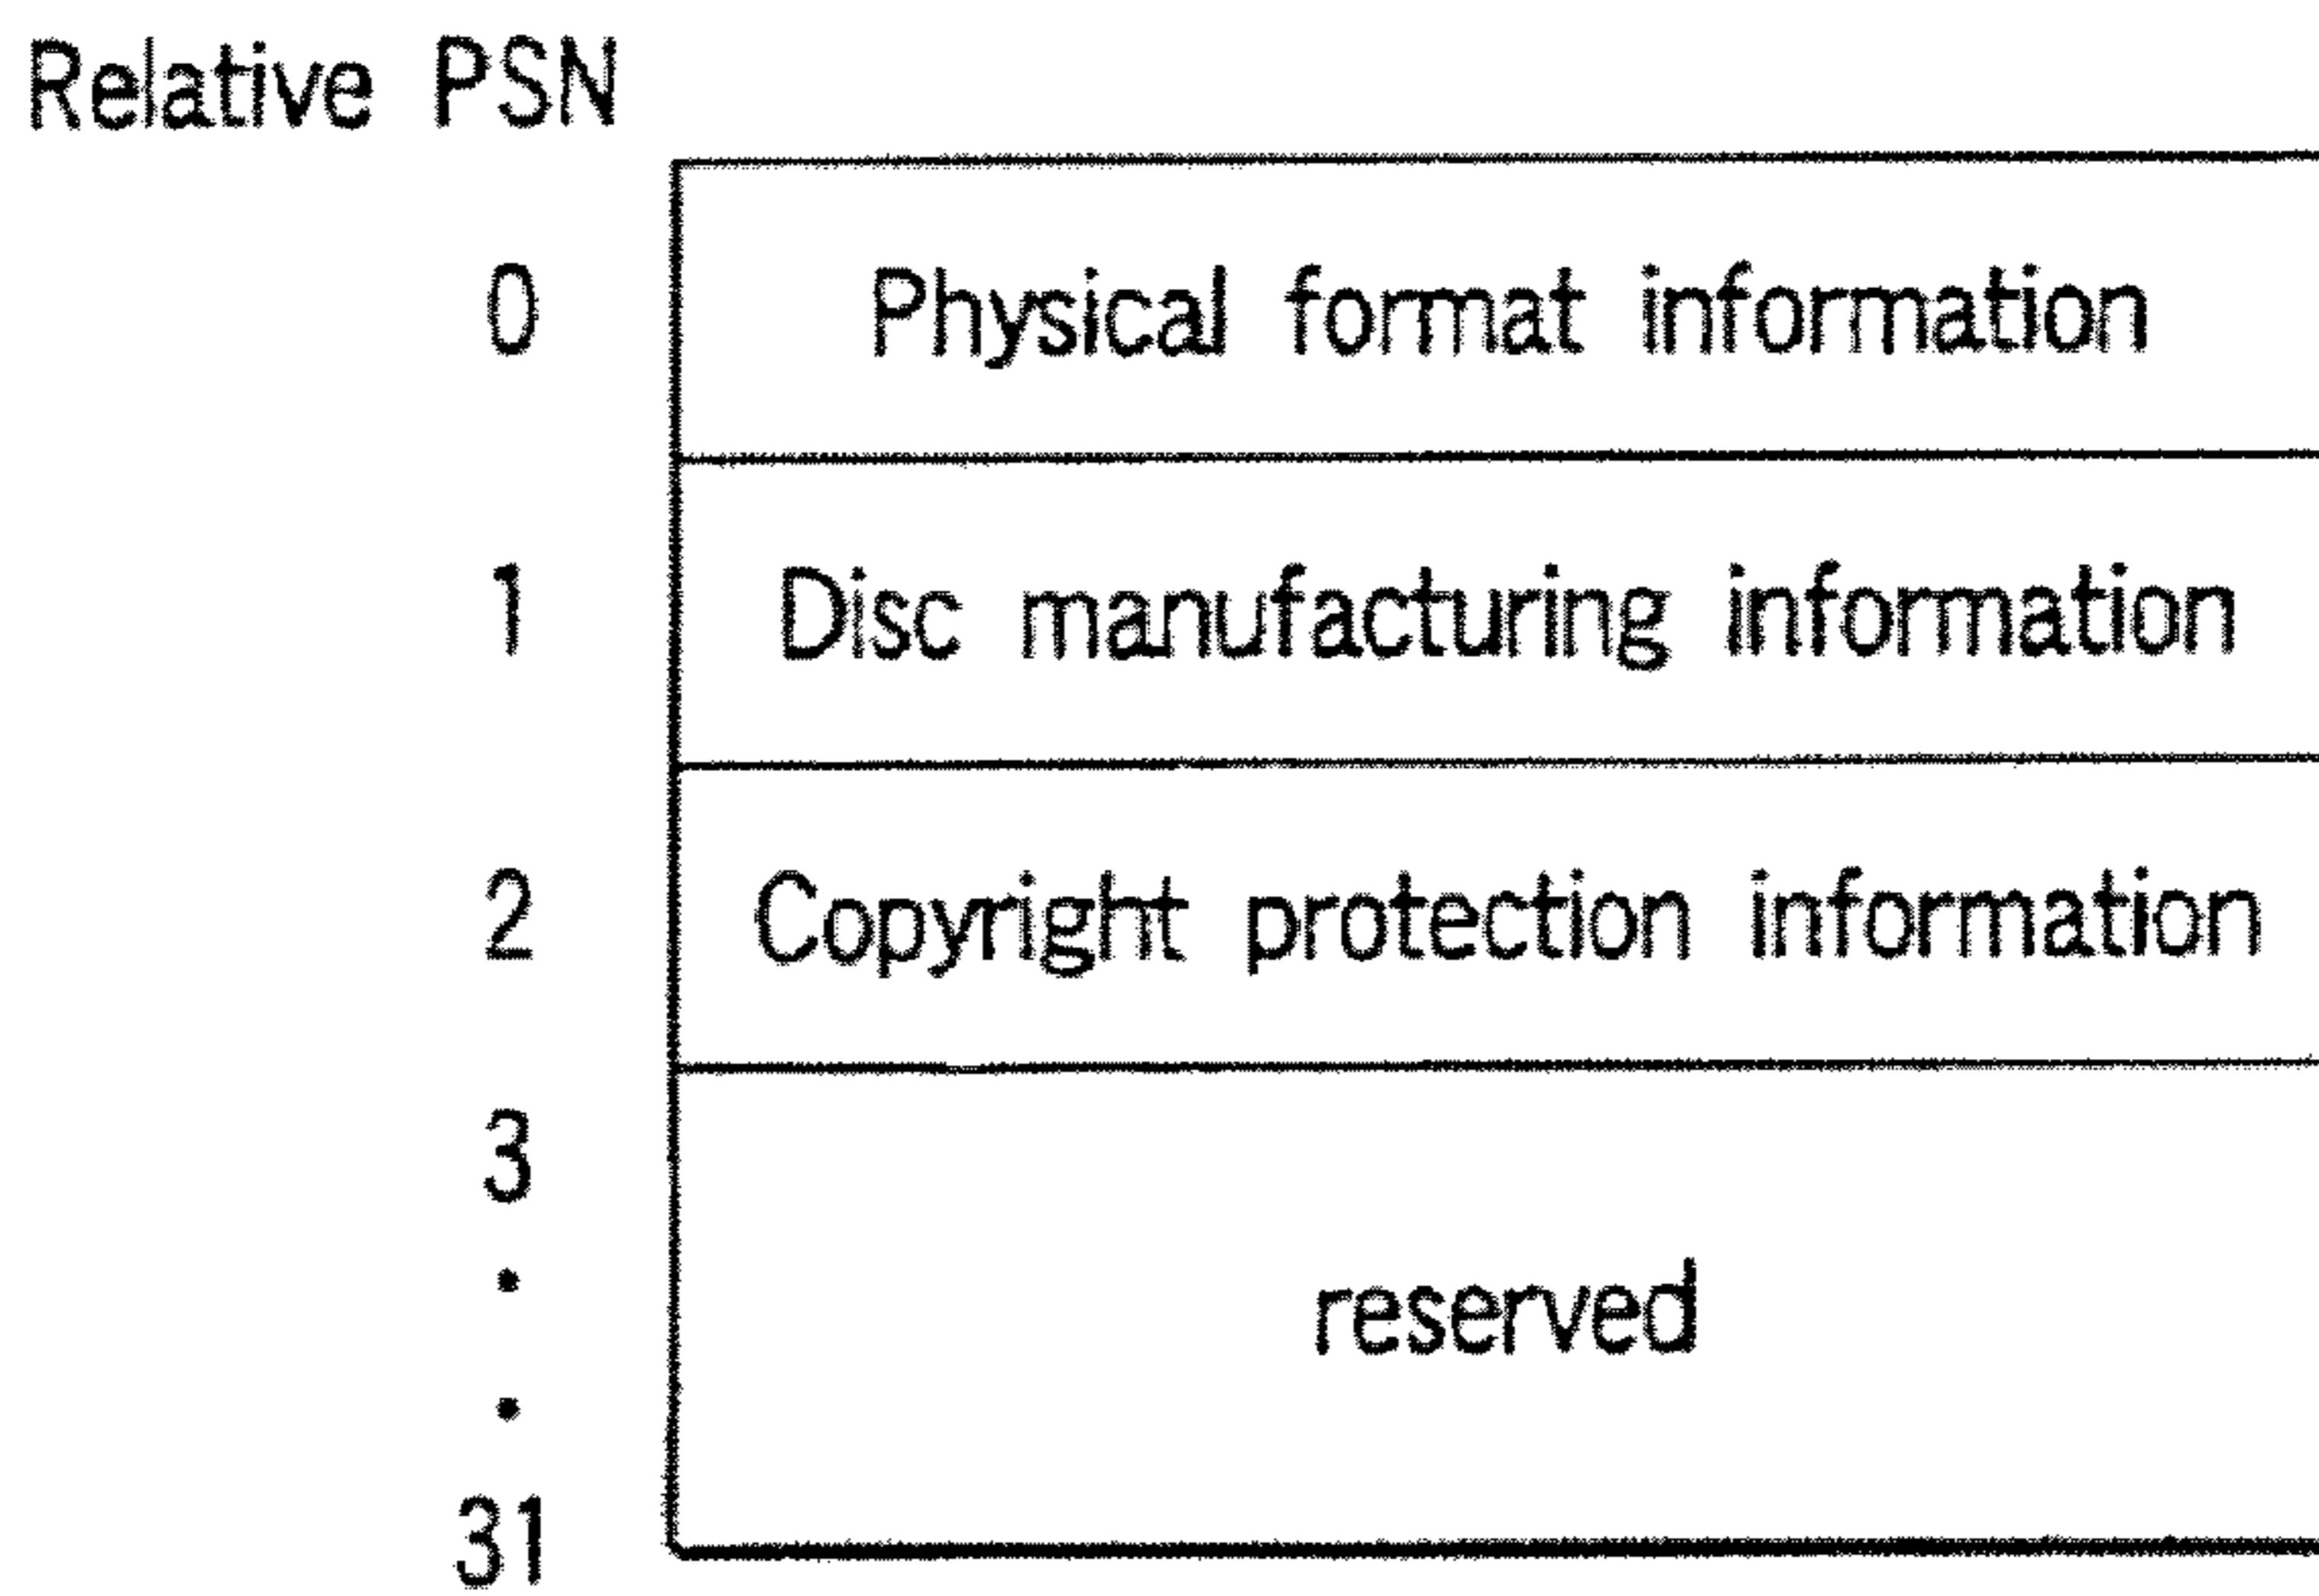 Relative PSN
0 Physical format information
1 Disc manufacturing information
2 Copyright protection information
3
.
reserved
.
31